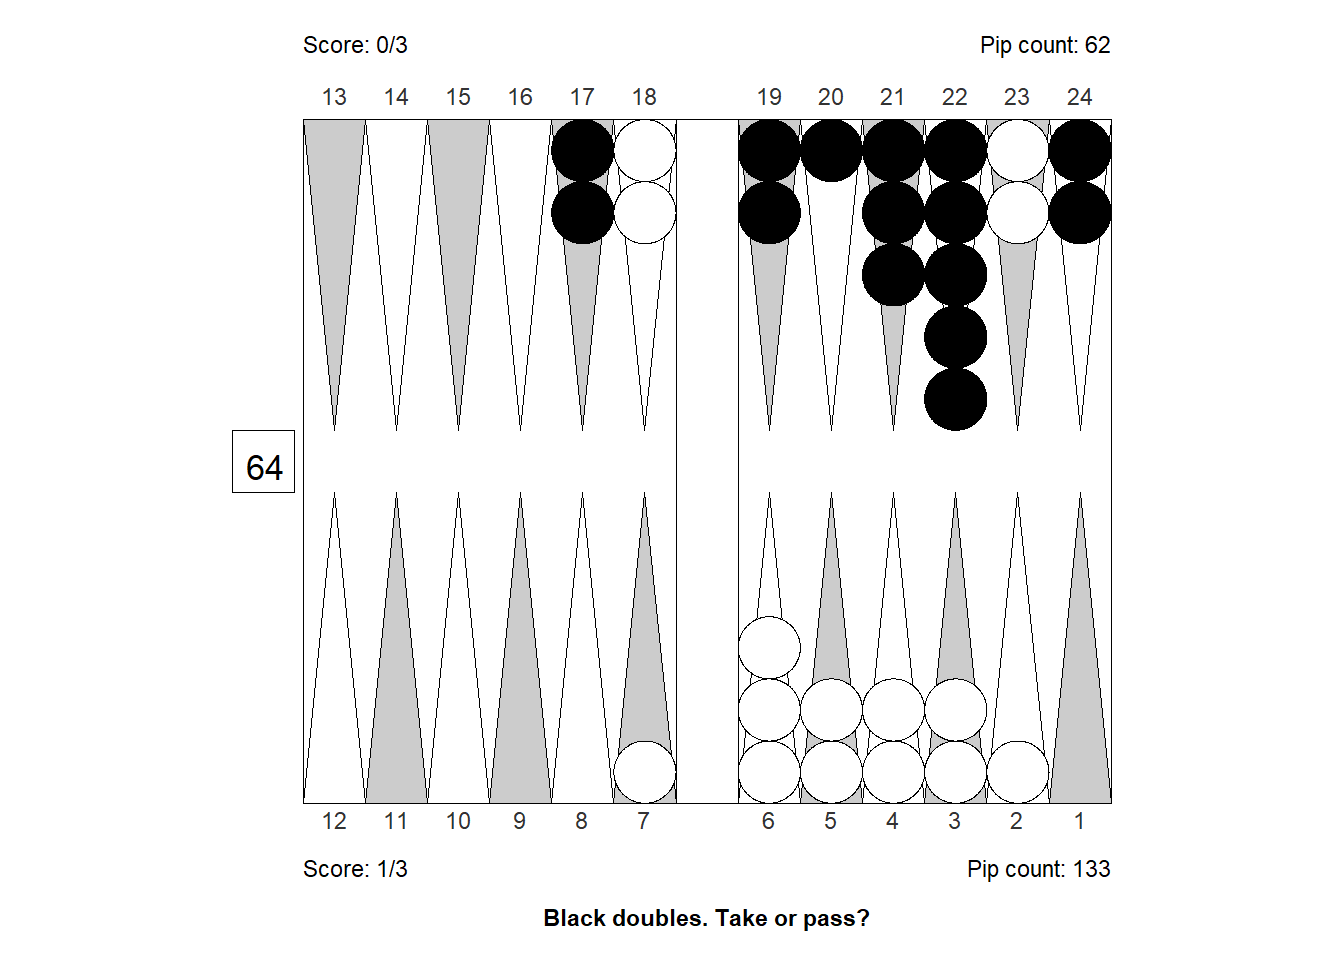 Score: 0/3 Pip count: 62
13 14 15 16 17 18 19 20 21 22 23 24
64
12 11 10 9 8 7 6 5 4 3 2 1
Score: 1/3 Pip count: 133
Black doubles. Take or pass?